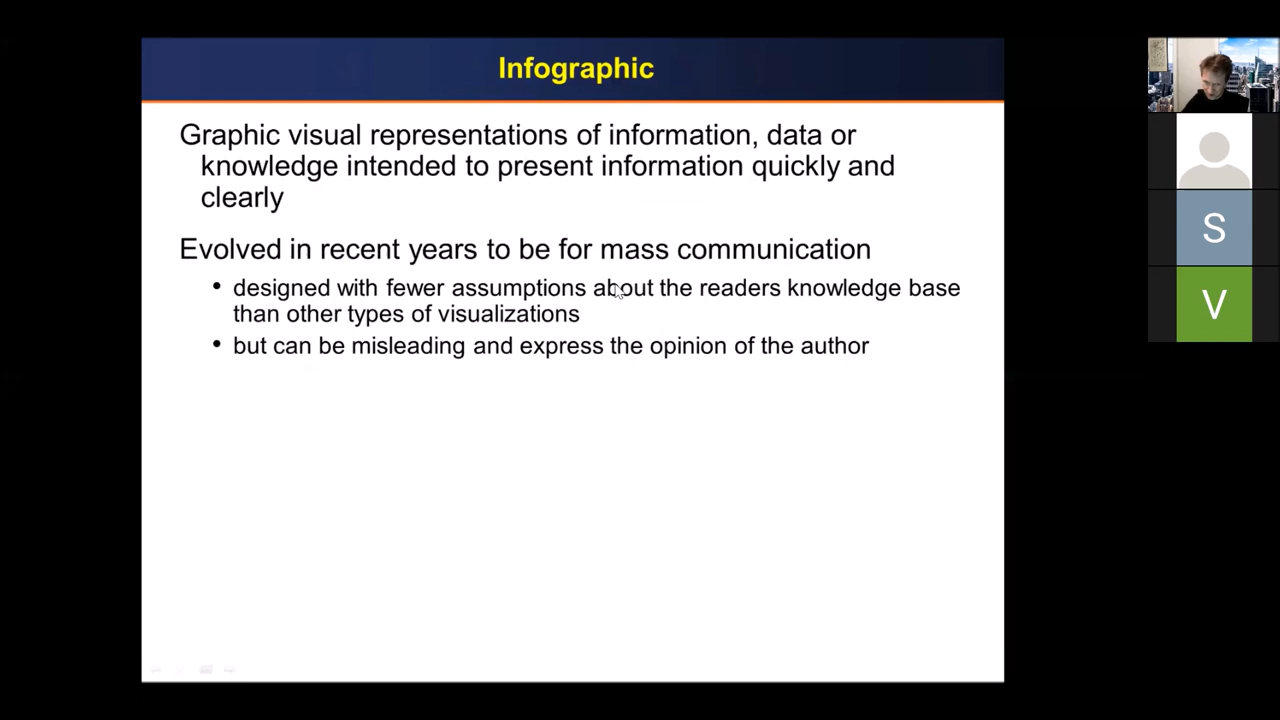 Infographic
Graphic visual representations of information, data or
knowledge intended to present information quickly and
clearly
Evolved in recent years to be for mass communication
• designed with fewer assumptions about the readers knowledge base
than other types of visualizations
• but can be misleading and express the opinion of the author
S
V